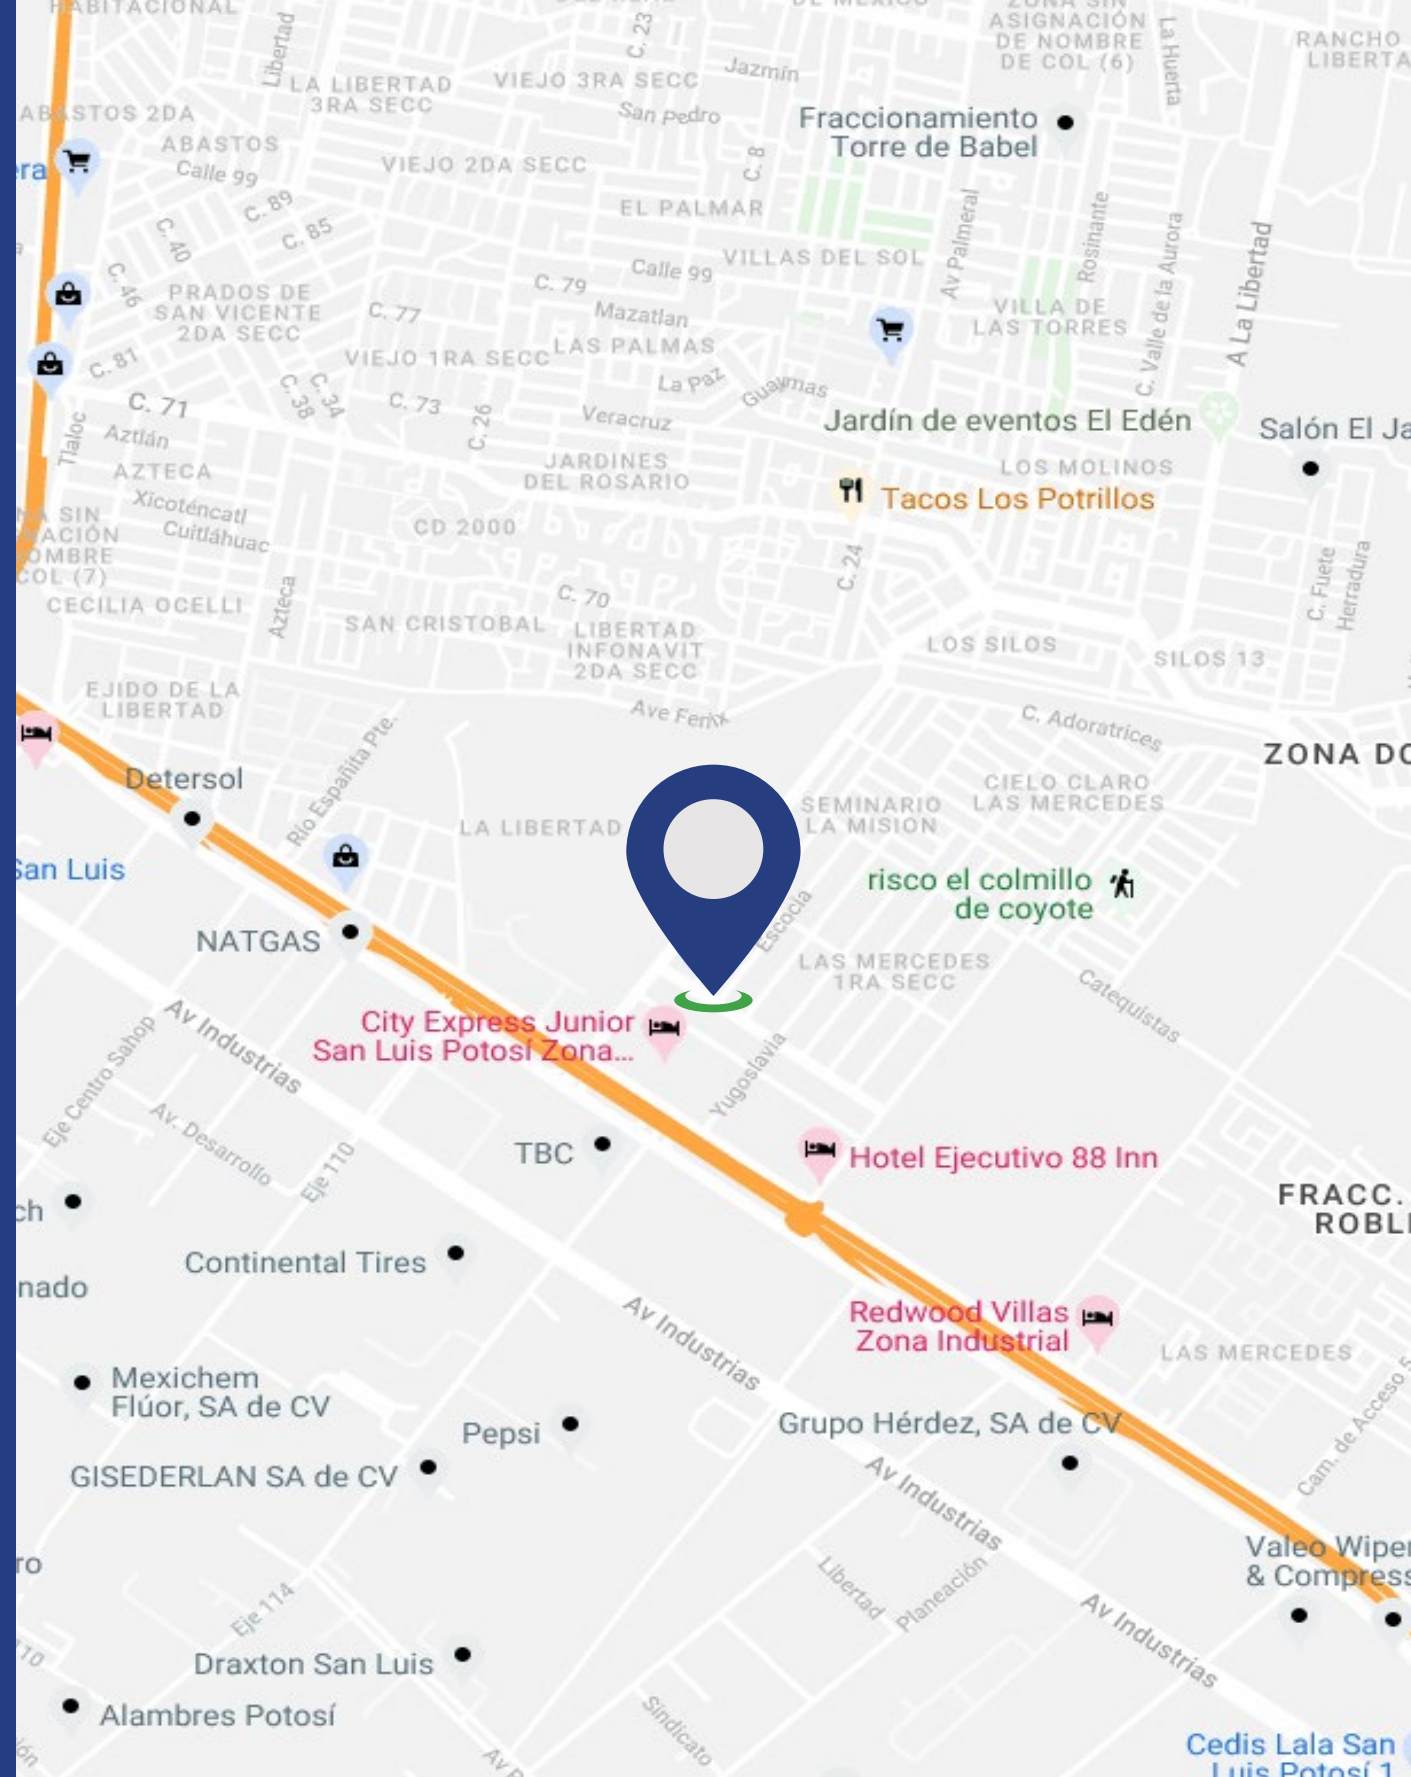 HABITACIONAL
DE MÉXICO
ZONA SIN
ASIGNACIÓN
DE NOMBRE
DE COL (6)
RANCHO
Libertad
C. 23
La Huerta
LA LIBERTAD
3RA SECC
VIEJO 3RA SECC
Jazmín
San Pedro
ABASTOS 2DA
ABASTOS
Calle 99
VIEJO 2DA SECC
C. 8
Fraccionamiento
Torre de Babel
C. 89
C. 85
C. 40
C. 46
EL PALMAR
VILLAS DEL SOL
Av Palmeral
Rosinante
C. Valle de la Aurora
A La Libertad
Calle 99
C. 79
Mazatlan
PRADOS DE
SAN VICENTE
2DA SECC
C. 77
VILLA DE
LAS TORRES
LAS PALMAS
VIEJO 1RA SECC
C. 81
La Paz
Guaymas
C. 38
C. 34
C. 71
C. 73
C. 26
Veracruz
Jardín de eventos El Edén
Tlaloc
Aztlán
AZTECA
JARDINES
DEL ROSARIO
LOS MOLINOS
Tacos Los Potrillos
Xicoténcatl
Cuitláhuac
CD 2000
C. 24
C. Fuete
Herradura
SIN
COL (7)
CECILIA OCELLI
Azteca
C. 70
SAN CRISTOBAL
LIBERTAD
INFONAVIT
2DA SECC
LOS SILOS
SILOS 13
EJIDO DE LA
LIBERTAD
Ave Ferrix
C. Adoratrices
ZONA
Detersol
Río Españita Pte.
LA LIBERTAD
SEMINARIO
LA MISION
CIELO CLARO
LAS MERCEDES
San Luis
risco el colmillo
de coyote
Escocia
NATGAS
LAS MERCEDES
1RA SECC
Catequistas
Av Industrias
City Express Junior
San Luis Potosí Zona...
Eje Centro Sahop
Yugoslavia
Av. Desarrollo
Eje 110
TBC
Hotel Ejecutivo 88 Inn
FRACC.
Continental Tires
Av Industrias
Redwood Villas
Zona Industrial
LAS MERCEDES
Mexichem
Flúor, SA de CV
Pepsi
Grupo Hérdez, SA de CV
GISEDERLAN SA de CV
Av Industrias
Cam. de Acceso
Valeo
& 
Libertad
Planeación
Eje 114
Av Industrias
Draxton San Luis
Alambres Potosí
Sindicato
Av
Cedis Lala San
Luis Potosí 1